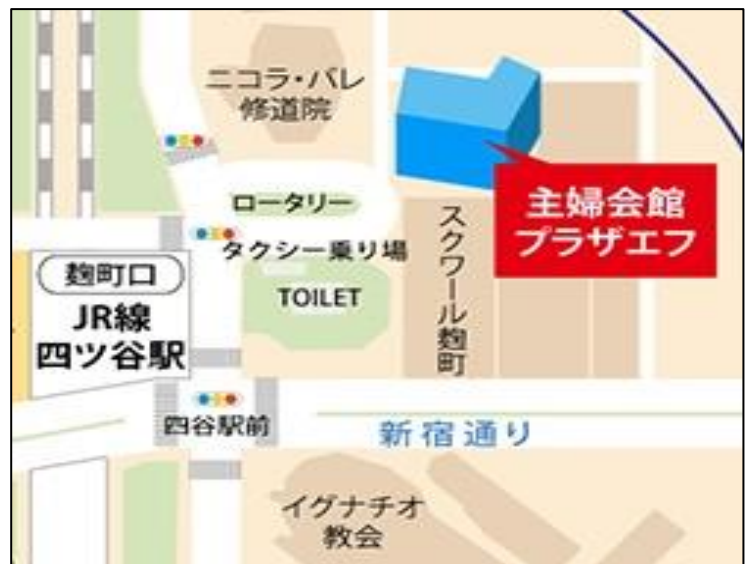 ニコラ・バレ
修道院
主婦会館
プラザエフ
ロータリー
タクシー乗り場
スクワール麹町
麹町口
TOILET
JR線
四ツ谷駅
四谷駅前
新宿通り
イグナチオ
教会